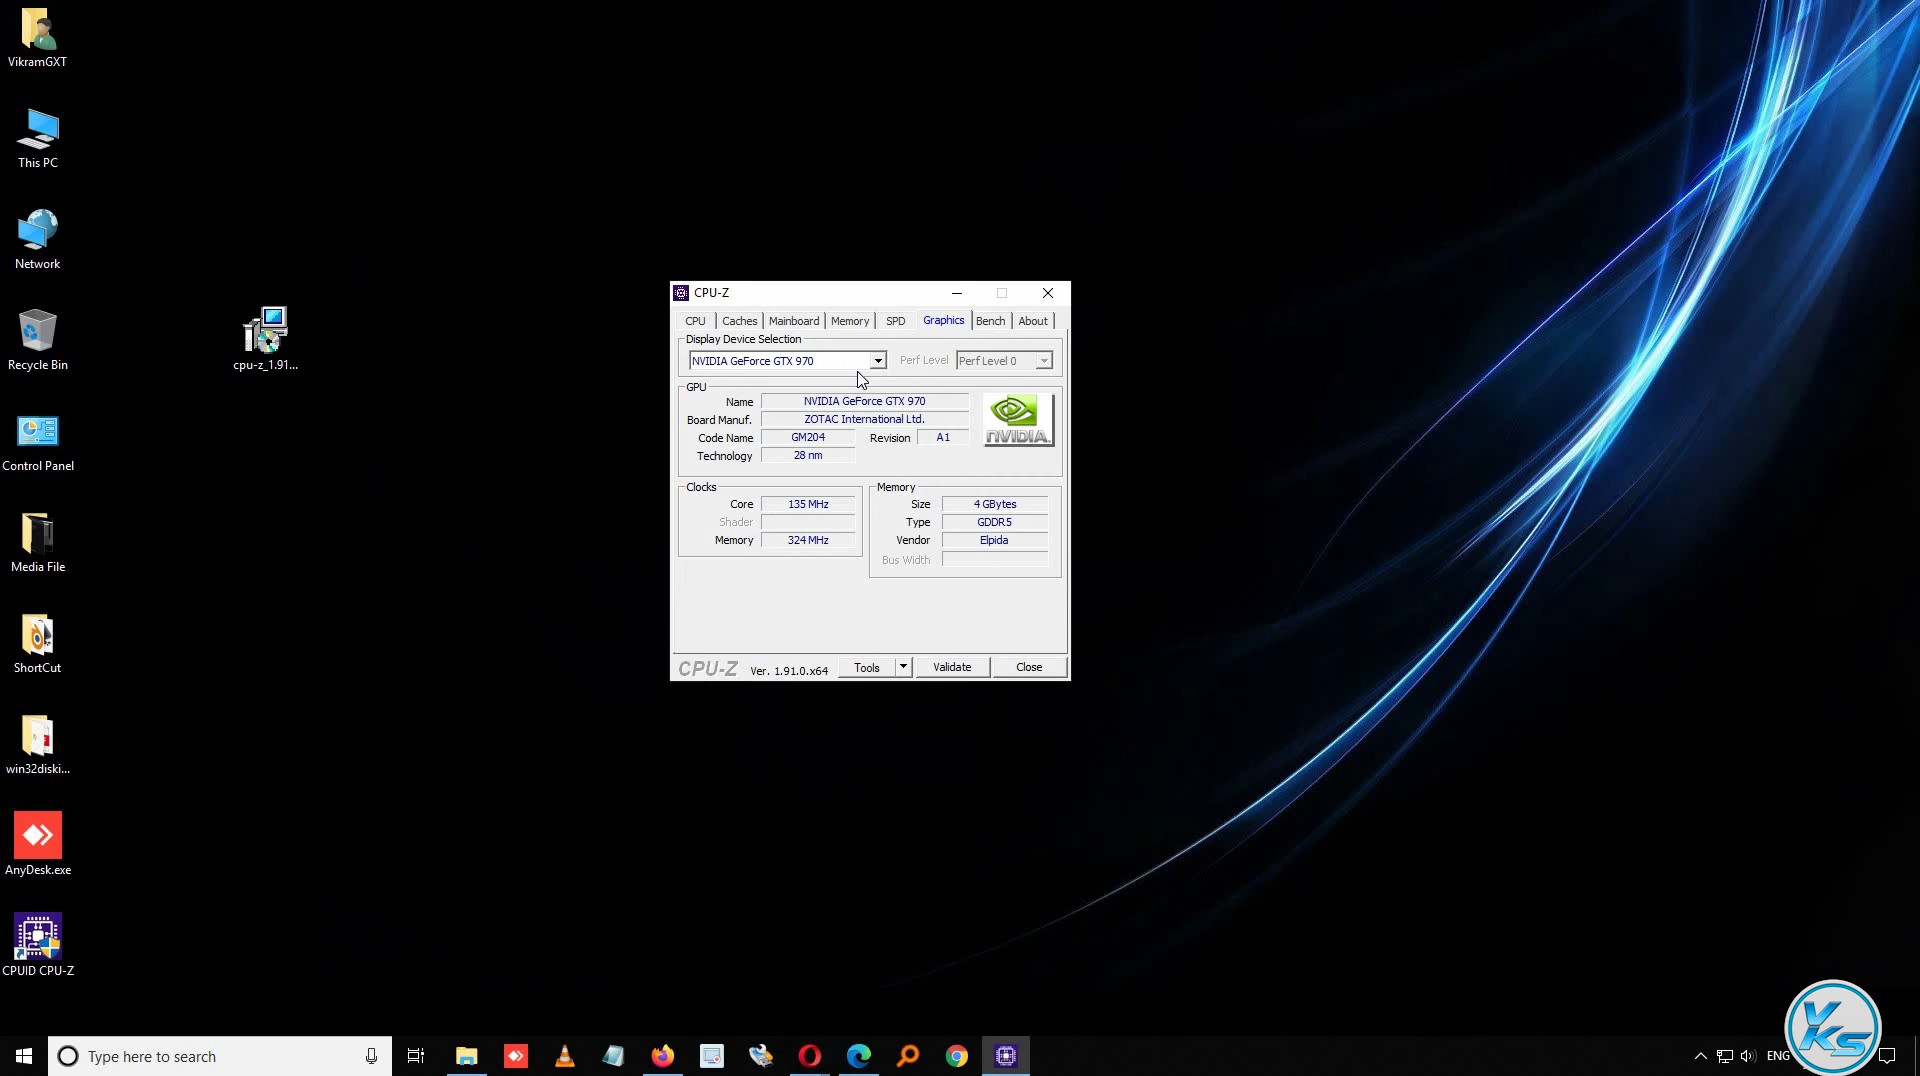 VikramGXT
This PC
Network
Recycle Bin
Control Panel
Media File
ShortCut
win32diski...
AnyDesk.exe
CPUID CPU-Z
cpu-z_1.91...
CPU-Z
CPU Caches Mainboard Memory SPD Graphics Bench About
Display Device Selection
NVIDIA GeForce GTX 970 Perf Level Perf Level 0
GPU
Name NVIDIA GeForce GTX 970
Board Manuf. ZOTAC International Ltd.
Code Name GM204 Revision A1
Technology 28 nm
NVIDIA.
Clocks
Core 135 MHz
Shader
Memory 324 MHz
Memory
Size 4 GBytes
Type GDDR5
Vendor Elpida
Bus Width
CPU-Z Ver. 1.91.0.x64 Tools Validate Close
Type here to search
ENG
VKS